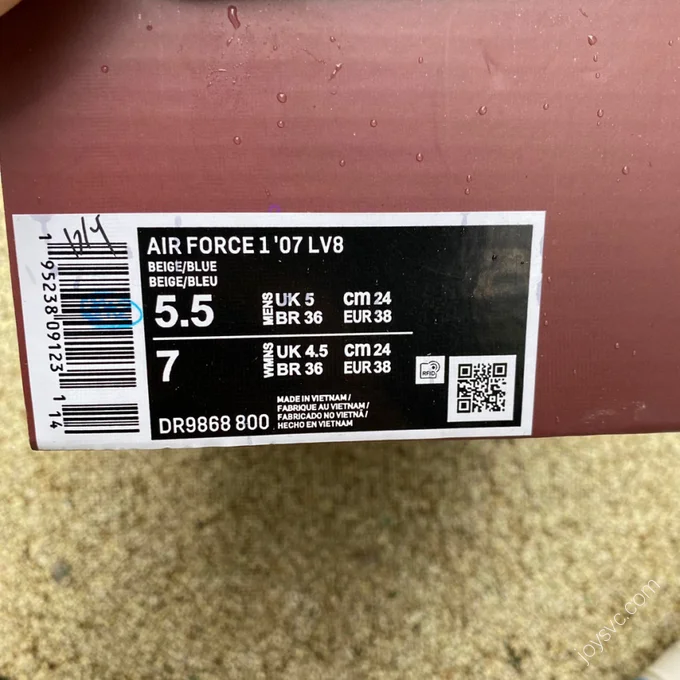 b/y
AIR FORCE 1 '07 LV8
BEIGE/BLUE
BEIGE/BLEU
5.5
MENS
UK 5
cm 24
BR 36
EUR 38
7
WMNS
UK 4.5
cm 24
BR 36
EUR 38
RFID
DR9868 800
MADE IN VIETNAM /
FABRIQUE AU VIETNAM /
FABRICADO NO VIETNÃ /
HECHO EN VIETNAM
1 95238 09123 1 14
joysvc.com